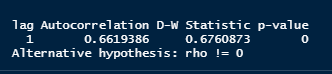 lag Autocorrelation D-W Statistic p-value
1 0.6619386 0.6760873 0
Alternative hypothesis: rho != 0